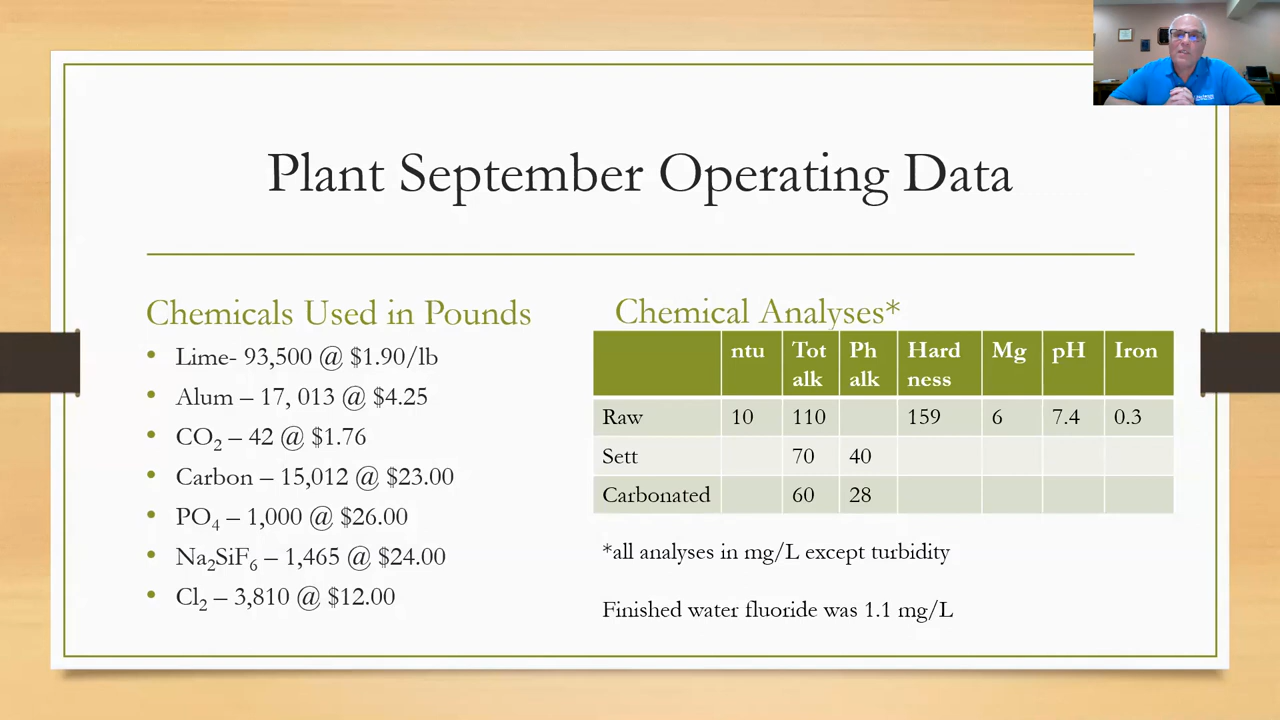 Plant September Operating Data
Chemicals Used in Pounds
• Lime- 93,500 @ $1.90/lb
• Alum – 17, 013 @ $4.25
• CO₂ – 42 @ $1.76
• Carbon – 15,012 @ $23.00
• PO₄ – 1,000 @ $26.00
• Na₂SiF₆ – 1,465 @ $24.00
• Cl₂ – 3,810 @ $12.00
Chemical Analyses*
ntu Tot alk Ph alk Hard ness Mg pH Iron
Raw 10 110 159 6 7.4 0.3
Sett 70 40
Carbonated 60 28
*all analyses in mg/L except turbidity
Finished water fluoride was 1.1 mg/L